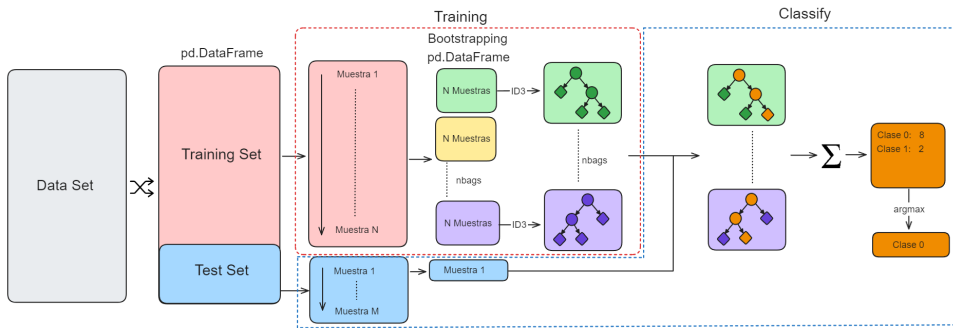 Training
Classify
Bootstrapping
pd.DataFrame
pd.DataFrame
Data Set
Training Set
Test Set
Muestra 1
Muestra N
N Muestras
N Muestras
nbags
N Muestras
ID3
ID3
nbags
Muestra 1
Muestra M
Muestra 1
Σ
Clase 0: 8
Clase 1: 2
argmax
Clase 0